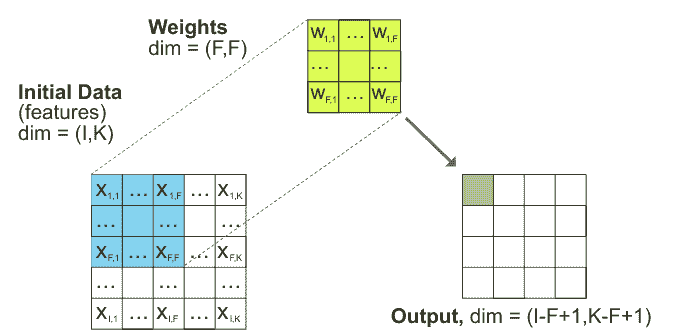 Weights
dim = (F,F)
W1,1 ... W1,F
... ...
WF,1 ... WF,F
Initial Data
(features)
dim = (I,K)
X1,1 ... X1,F ... X1,K
... ... ...
XF,1 ... XF,F ... XF,K
... ... ...
XI,1 ... XI,F ... XI,K
Output, dim = (I-F+1,K-F+1)